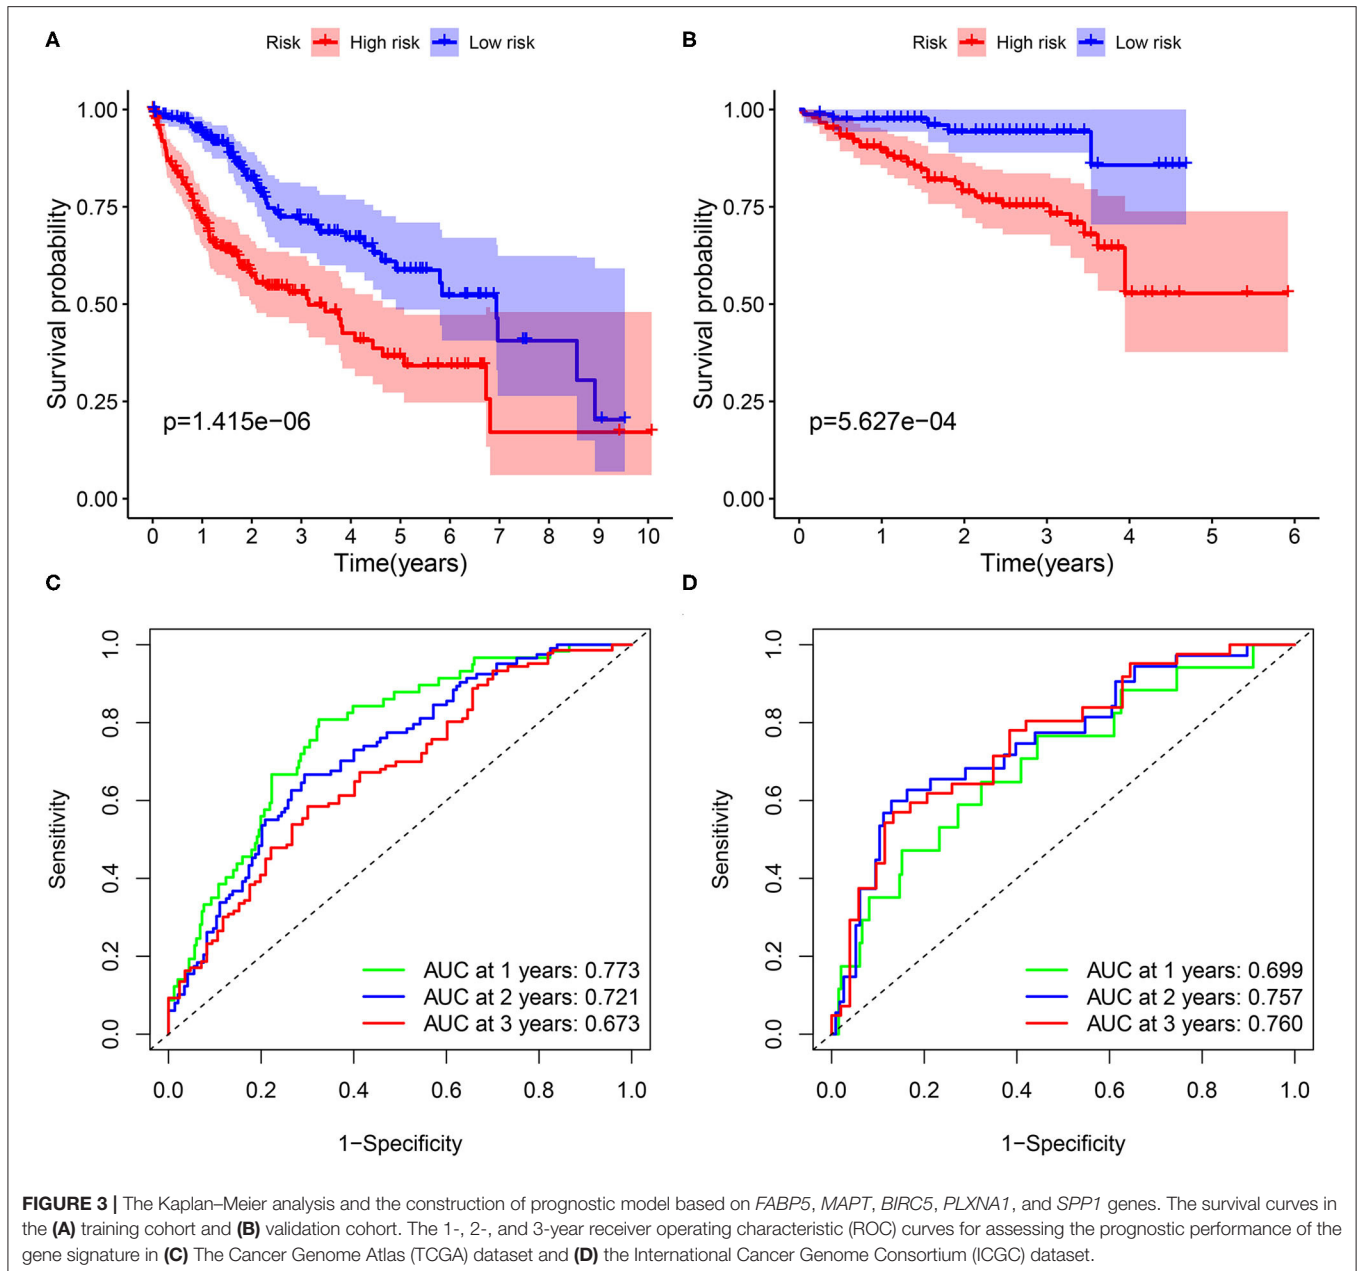 A
Risk High risk Low risk
B
Risk High risk Low risk
1.00
0.75
0.50
0.25
0.00
Survival probability
p=1.415e−06
0 1 2 3 4 5 6 7 8 9 10
Time(years)
1.00
0.75
0.50
0.25
0.00
Survival probability
p=5.627e−04
0 1 2 3 4 5 6
Time(years)
C
1.0
0.8
0.6
0.4
0.2
0.0
Sensitivity
AUC at 1 years: 0.773
AUC at 2 years: 0.721
AUC at 3 years: 0.673
0.0 0.2 0.4 0.6 0.8 1.0
1−Specificity
D
1.0
0.8
0.6
0.4
0.2
0.0
Sensitivity
AUC at 1 years: 0.699
AUC at 2 years: 0.757
AUC at 3 years: 0.760
0.0 0.2 0.4 0.6 0.8 1.0
1−Specificity
FIGURE 3 | The Kaplan–Meier analysis and the construction of prognostic model based on FABP5, MAPT, BIRC5, PLXNA1, and SPP1 genes. The survival curves in
the (A) training cohort and (B) validation cohort. The 1-, 2-, and 3-year receiver operating characteristic (ROC) curves for assessing the prognostic performance of the
gene signature in (C) The Cancer Genome Atlas (TCGA) dataset and (D) the International Cancer Genome Consortium (ICGC) dataset.